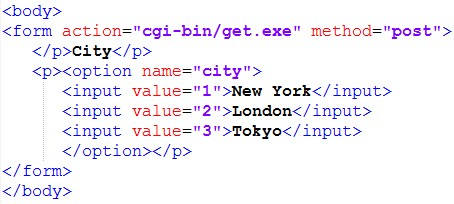 <body>
<form action="cgi-bin/get.exe" method="post">
</p>City</p>
<p><option name="city">
<input value="1">New York</input>
<input value="2">London</input>
<input value="3">Tokyo</input>
</option></p>
</form>
</body>